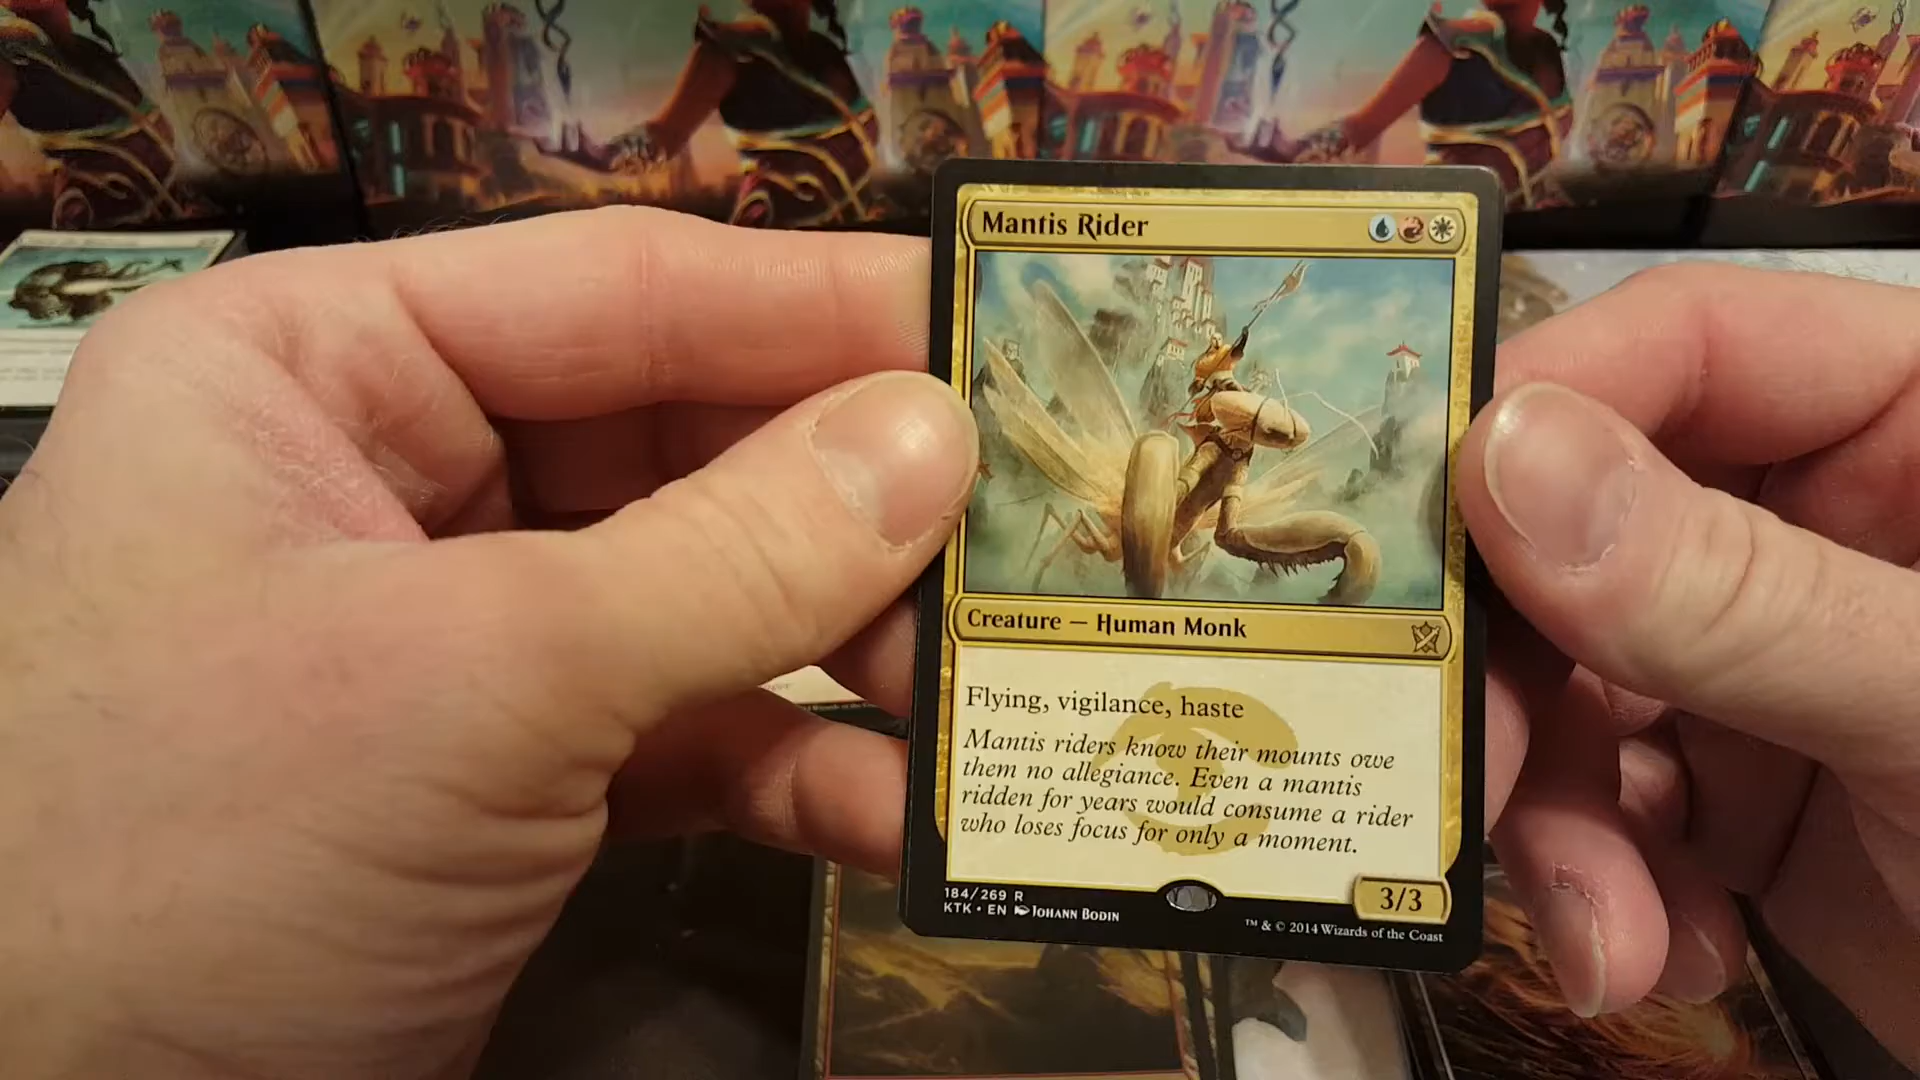 Mantis Rider
Creature — Human Monk
Flying, vigilance, haste
Mantis riders know their mounts owe
them no allegiance. Even a mantis
ridden for years would consume a rider
who loses focus for only a moment.
3/3
184/269 R
KTK • EN Johann Bodin
™ & © 2014 Wizards of the Coast